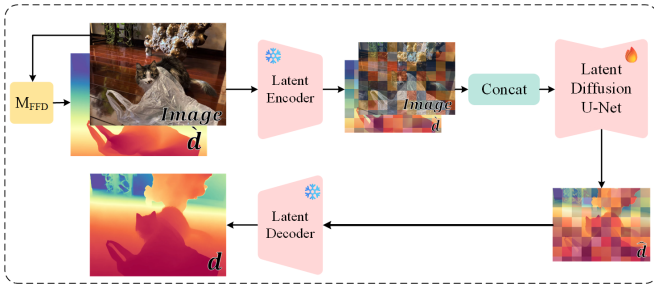 M_FFD
Image
d̀
Latent
Encoder
Image
d̀
Concat
Latent
Diffusion
U-Net
d
Latent
Decoder
d̃